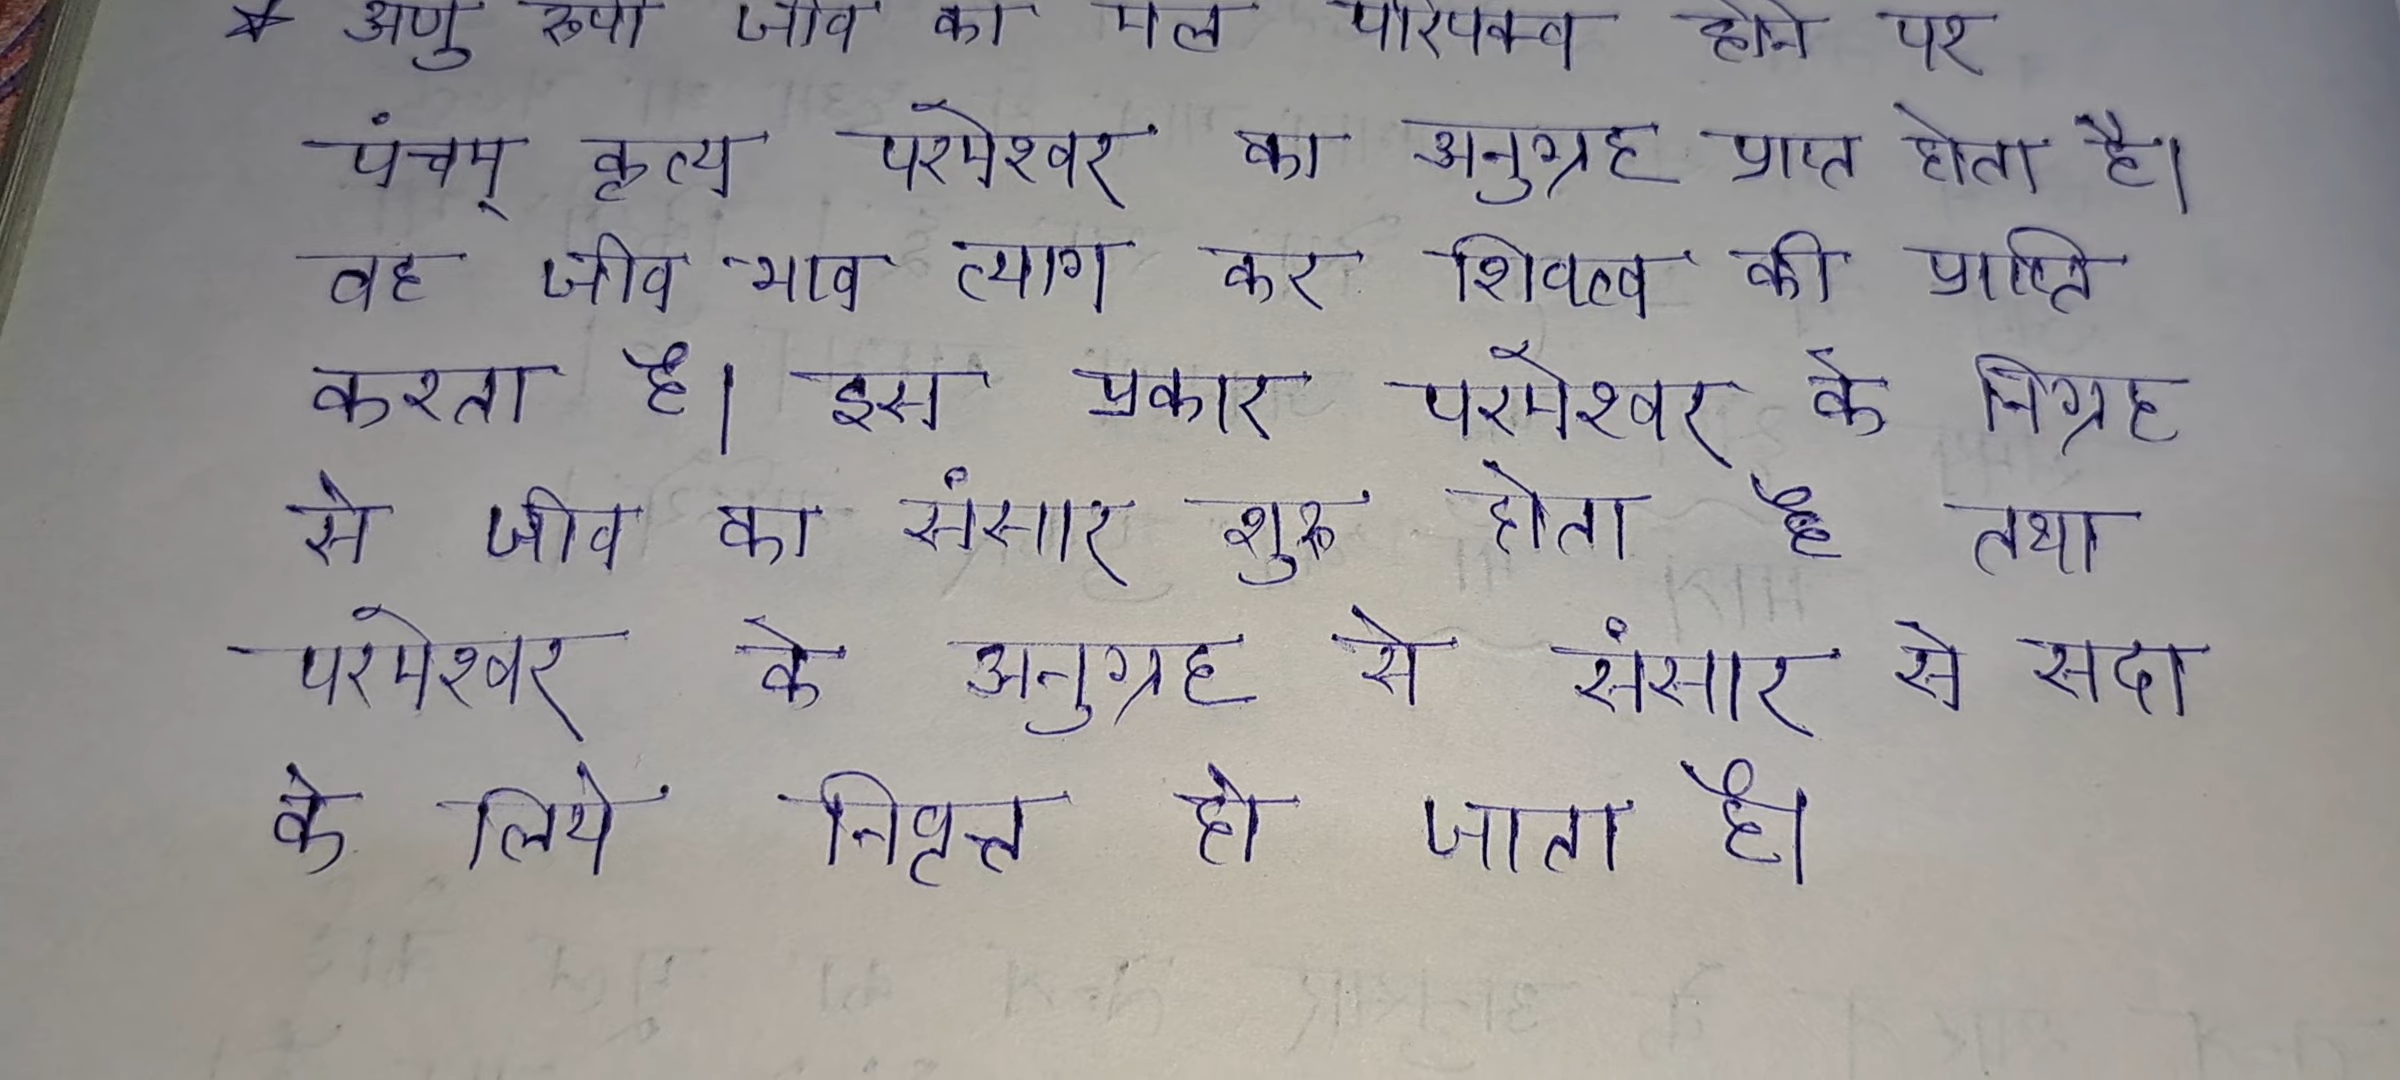 * अणु रूपी जीव का मल परिपक्व होने पर
पंचम् कृत्य परमेश्वर का अनुग्रह प्राप्त होता है।
वह जीव भाव त्याग कर शिवत्व की प्राप्ति
करता है। इस प्रकार परमेश्वर के निग्रह
से जीव का संसार शुरू होता है तथा
परमेश्वर के अनुग्रह से संसार से सदा
के लिये निवृत्त हो जाता है।